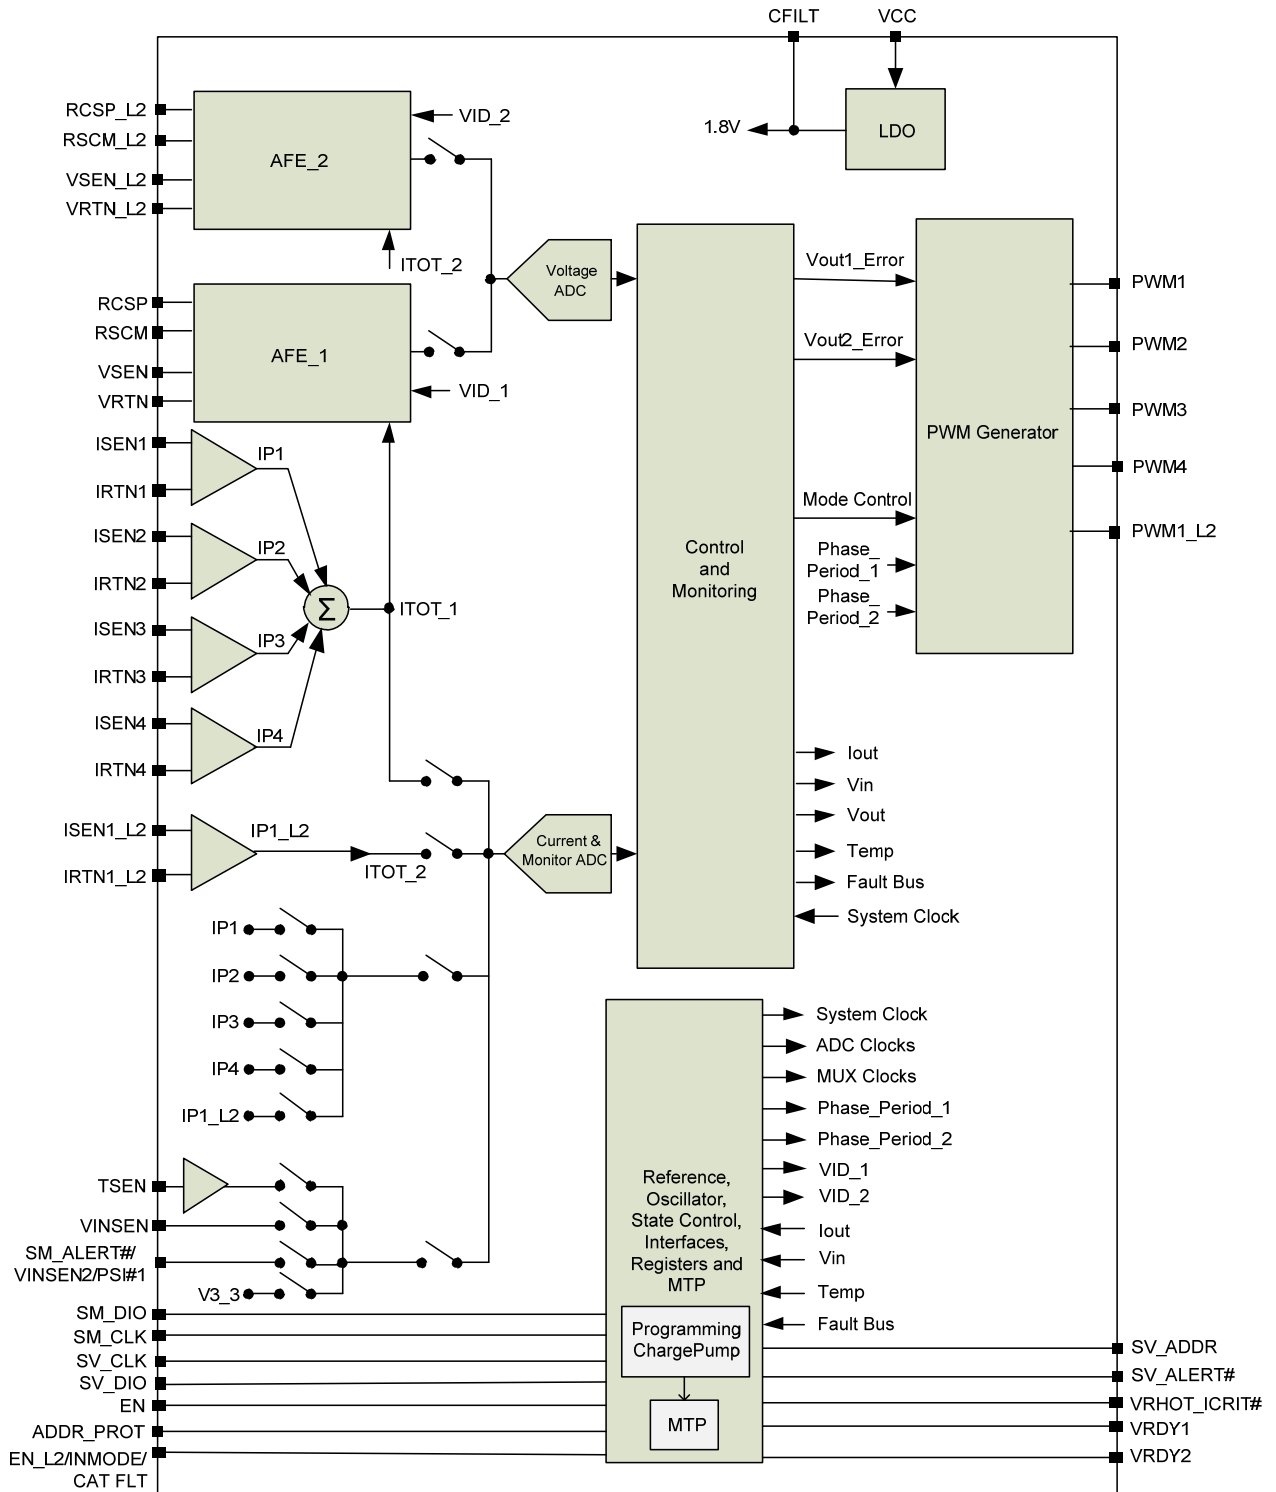 CFILT
VCC
RCSP_L2
RSCM_L2
VSEN_L2
VRTN_L2
AFE_2
VID_2
ITOT_2
1.8V
LDO
RCSP
RSCM
VSEN
VRTN
AFE_1
VID_1
Voltage
ADC
ISEN1
IRTN1
ISEN2
IRTN2
ISEN3
IRTN3
ISEN4
IRTN4
IP1
IP2
IP3
IP4
Σ
ITOT_1
ISEN1_L2
IRTN1_L2
IP1_L2
ITOT_2
Current &
Monitor ADC
Control
and
Monitoring
Vout1_Error
Vout2_Error
Mode Control
Phase_
Period_1
Phase_
Period_2
PWM Generator
PWM1
PWM2
PWM3
PWM4
PWM1_L2
Iout
Vin
Vout
Temp
Fault Bus
System Clock
IP1
IP2
IP3
IP4
IP1_L2
TSEN
VINSEN
SM_ALERT#/
VINSEN2/PSI#1
V3_3
SM_DIO
SM_CLK
SV_CLK
SV_DIO
EN
ADDR_PROT
EN_L2/INMODE/
CAT FLT
Reference,
Oscillator,
State Control,
Interfaces,
Registers and
MTP
Programming
ChargePump
MTP
System Clock
ADC Clocks
MUX Clocks
Phase_Period_1
Phase_Period_2
VID_1
VID_2
Iout
Vin
Temp
Fault Bus
SV_ADDR
SV_ALERT#
VRHOT_ICRIT#
VRDY1
VRDY2